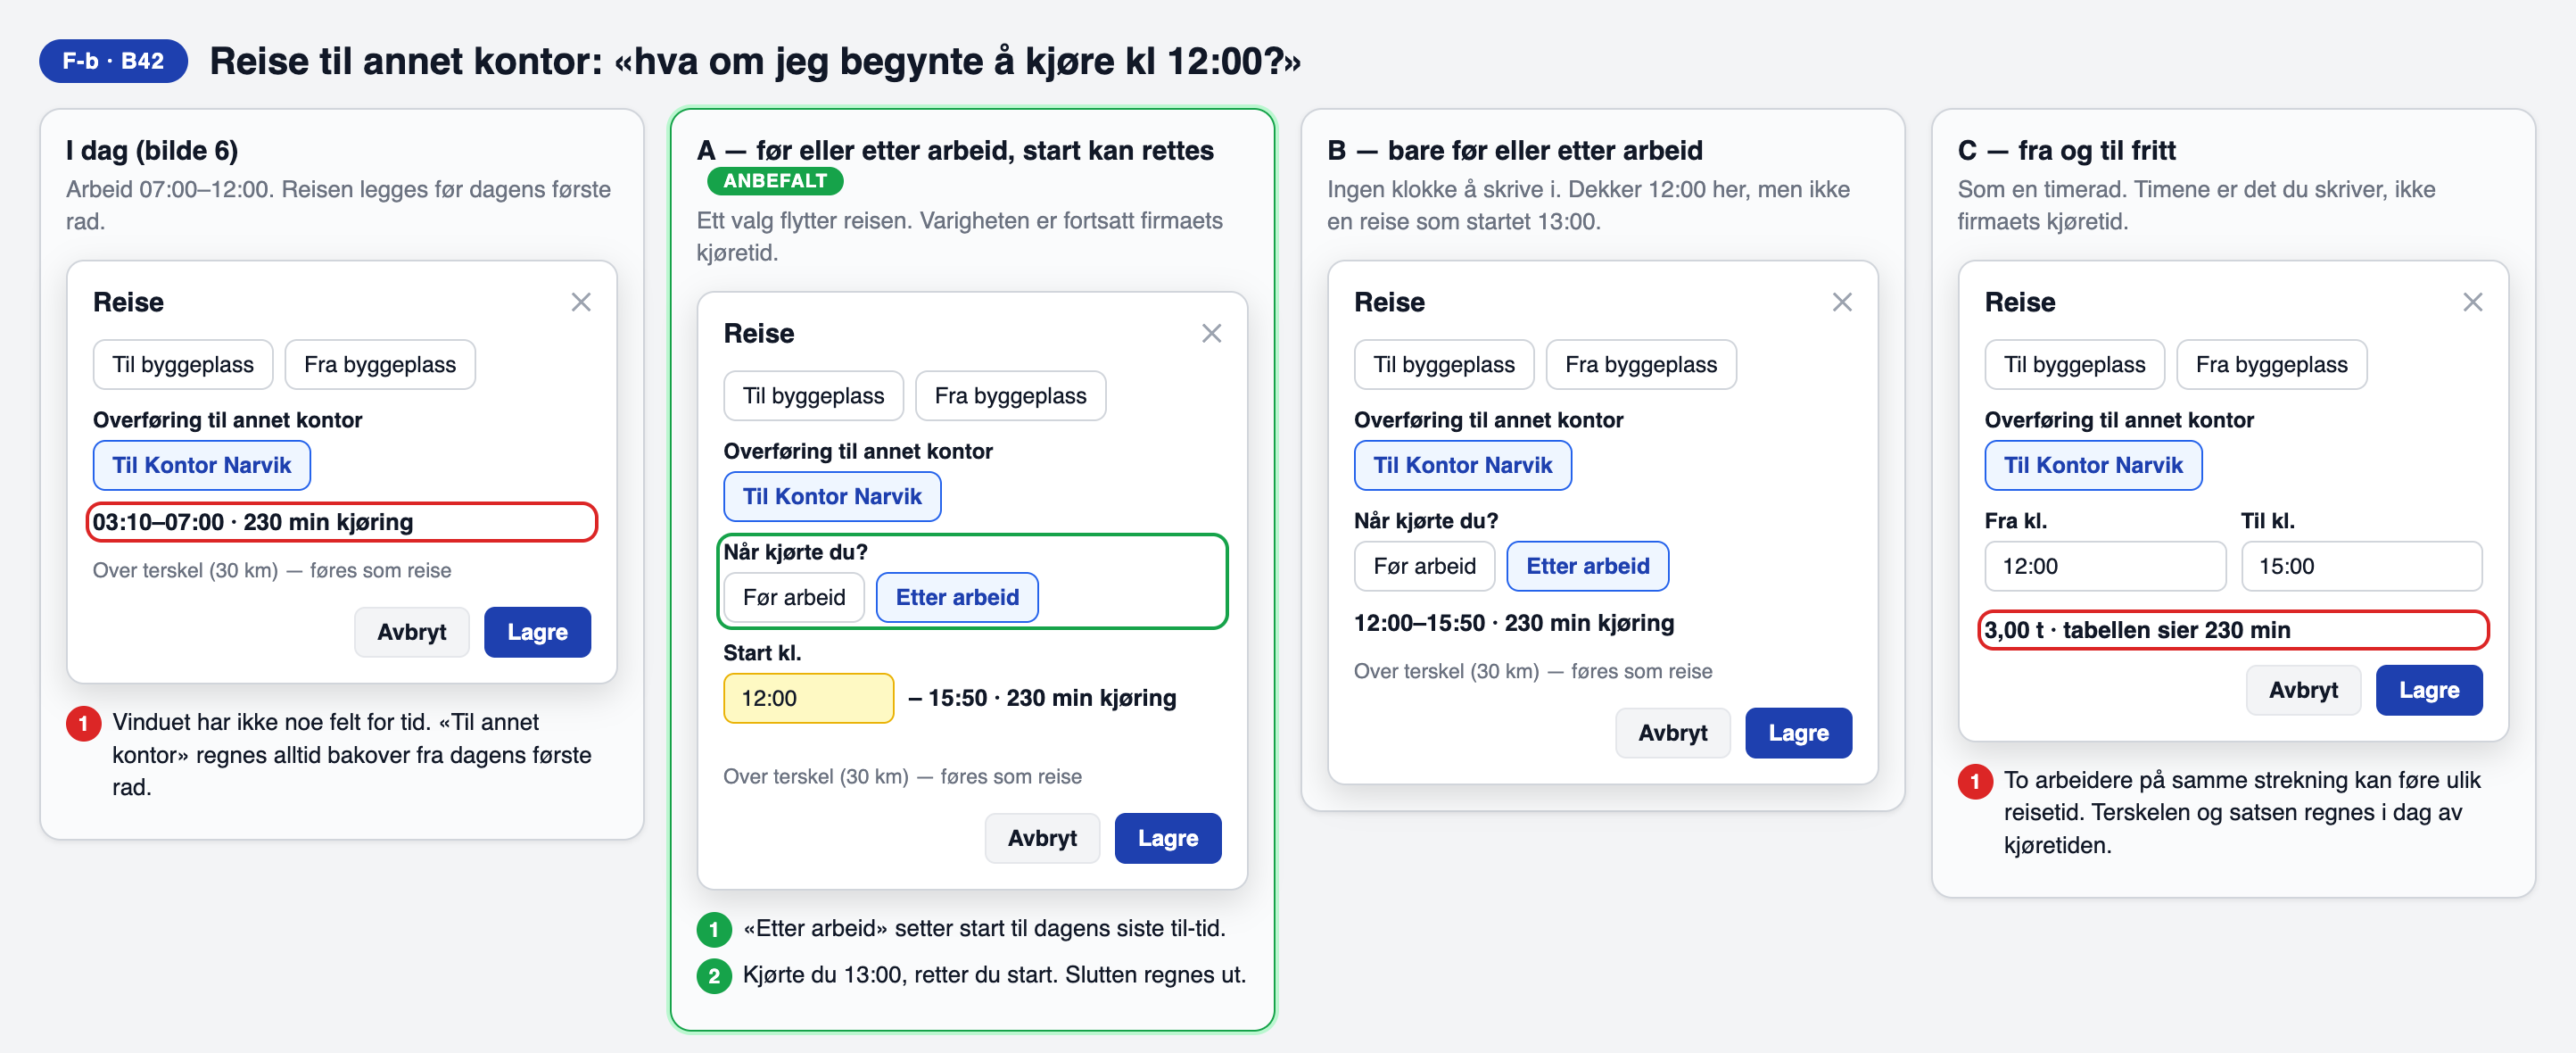 F-b · B42
Reise til annet kontor: «hva om jeg begynte å kjøre kl 12:00?»
I dag (bilde 6)
Arbeid 07:00–12:00. Reisen legges før dagens første
rad.
Reise
Til byggeplass
Fra byggeplass
Overføring til annet kontor
Til Kontor Narvik
03:10–07:00 · 230 min kjøring
Over terskel (30 km) — føres som reise
Avbryt
Lagre
1
Vinduet har ikke noe felt for tid. «Til annet
kontor» regnes alltid bakover fra dagens første
rad.
A — før eller etter arbeid, start kan rettes
ANBEFALT
Ett valg flytter reisen. Varigheten er fortsatt firmaets
kjøretid.
Reise
Til byggeplass
Fra byggeplass
Overføring til annet kontor
Til Kontor Narvik
Når kjørte du?
Før arbeid
Etter arbeid
Start kl.
12:00
– 15:50 · 230 min kjøring
Over terskel (30 km) — føres som reise
Avbryt
Lagre
1
«Etter arbeid» setter start til dagens siste til-tid.
2
Kjørte du 13:00, retter du start. Slutten regnes ut.
B — bare før eller etter arbeid
Ingen klokke å skrive i. Dekker 12:00 her, men ikke
en reise som startet 13:00.
Reise
Til byggeplass
Fra byggeplass
Overføring til annet kontor
Til Kontor Narvik
Når kjørte du?
Før arbeid
Etter arbeid
12:00–15:50 · 230 min kjøring
Over terskel (30 km) — føres som reise
Avbryt
Lagre
C — fra og til fritt
Som en timerad. Timene er det du skriver, ikke
firmaets kjøretid.
Reise
Til byggeplass
Fra byggeplass
Overføring til annet kontor
Til Kontor Narvik
Fra kl.
Til kl.
12:00
15:00
3,00 t · tabellen sier 230 min
Avbryt
Lagre
1
To arbeidere på samme strekning kan føre ulik
reisetid. Terskelen og satsen regnes i dag av
kjøretiden.